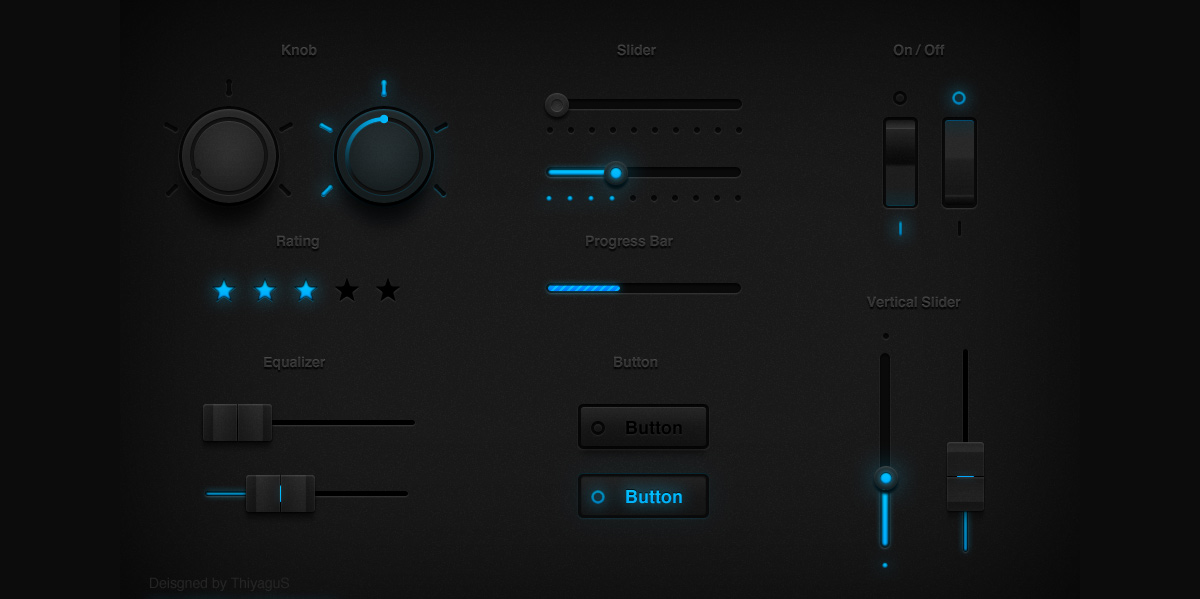 Knob
Slider
On / Off
Rating
Progress Bar
Vertical Slider
Equalizer
Button
Button
Button
Deisgned by ThiyaguS